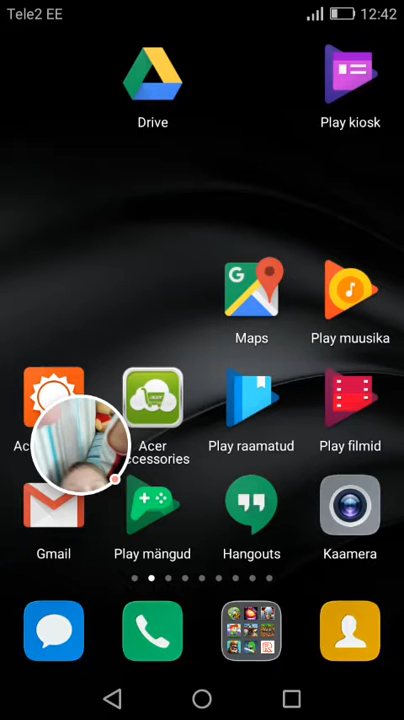 Tele2 EE 12:42
Drive Play kiosk
Maps Play muusika
Acer
ccessories
Play raamatud Play filmid
Gmail Play mängud Hangouts Kaamera